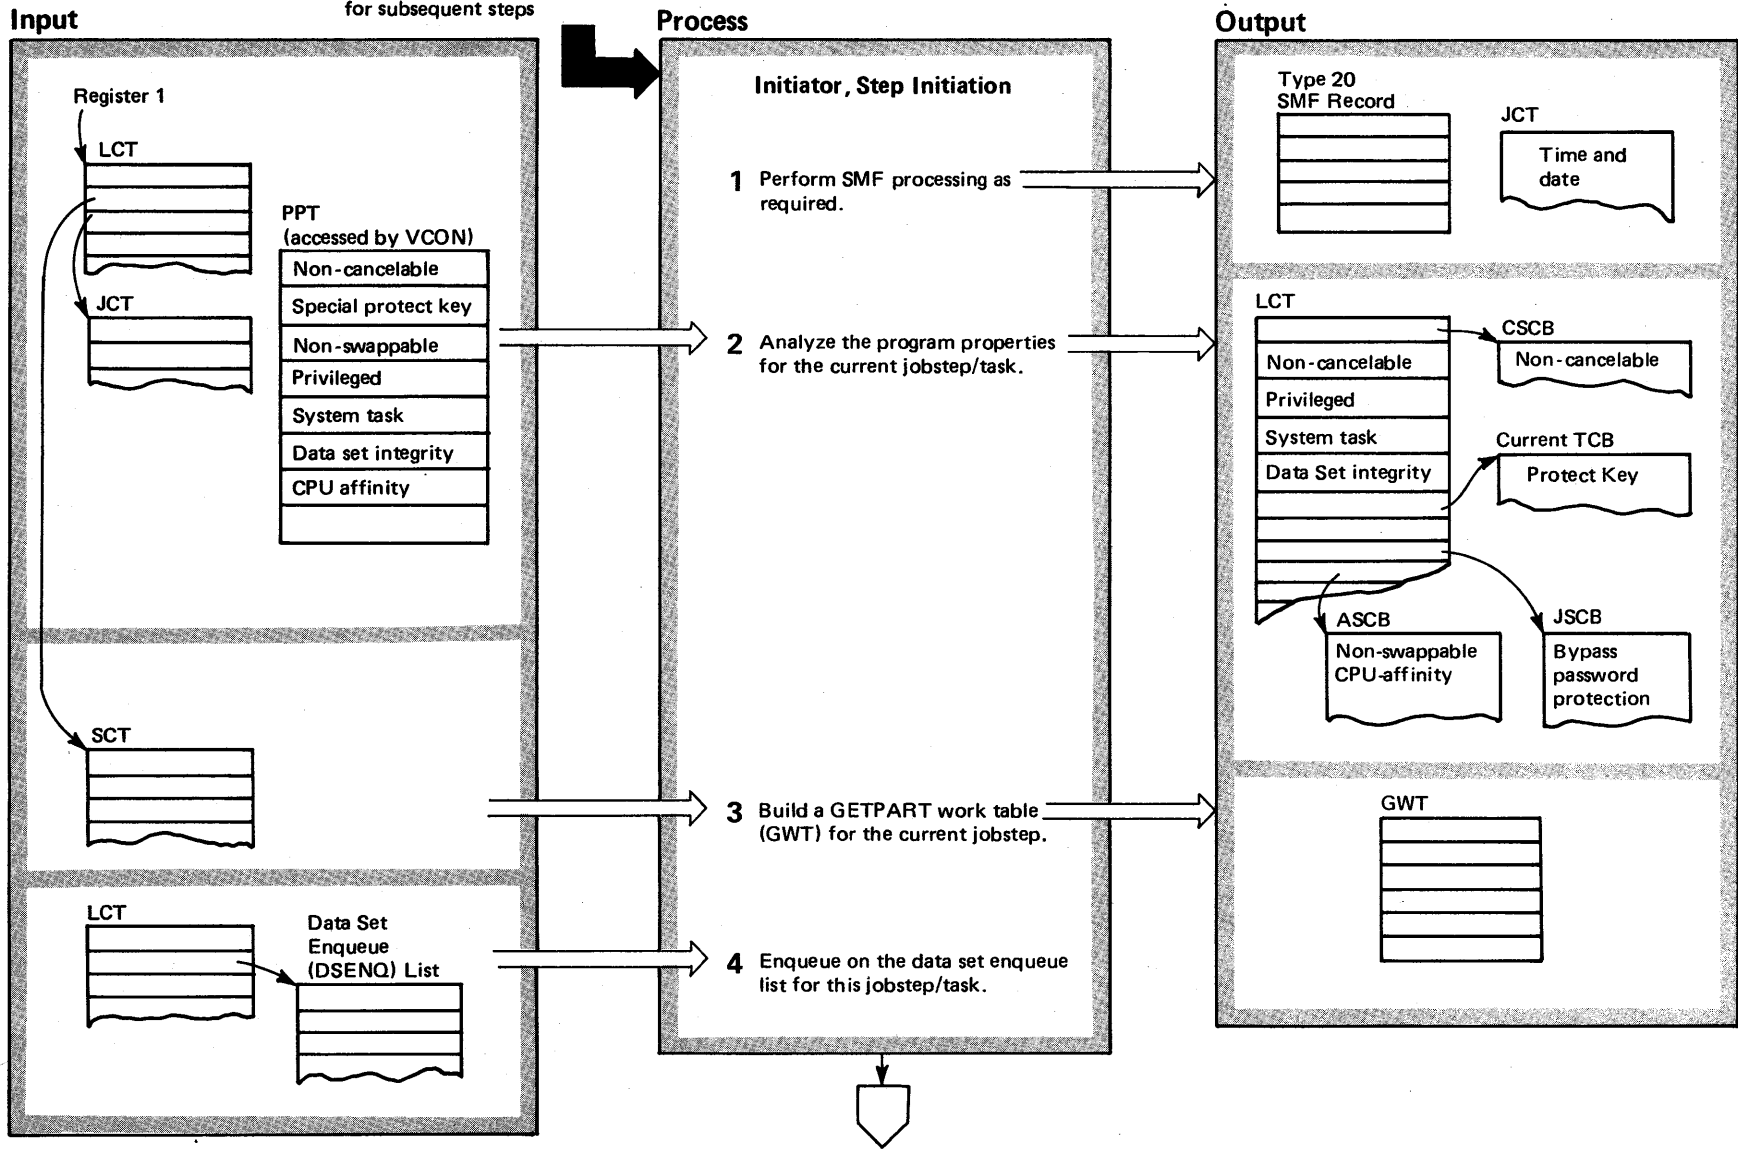 for subsequent steps
Input
Process
Output
Register 1
LCT
PPT
(accessed by VCON)
Non-cancelable
Special protect key
Non-swappable
Privileged
System task
Data set integrity
CPU affinity
JCT
SCT
LCT
Data Set
Enqueue
(DSENQ) List
Initiator, Step Initiation
1 Perform SMF processing as
required.
2 Analyze the program properties
for the current jobstep/task.
3 Build a GETPART work table
(GWT) for the current jobstep.
4 Enqueue on the data set enqueue
list for this jobstep/task.
Type 20
SMF Record
JCT
Time and
date
LCT
Non-cancelable
Privileged
System task
Data Set integrity
CSCB
Non-cancelable
Current TCB
Protect Key
ASCB
Non-swappable
CPU-affinity
JSCB
Bypass
password
protection
GWT